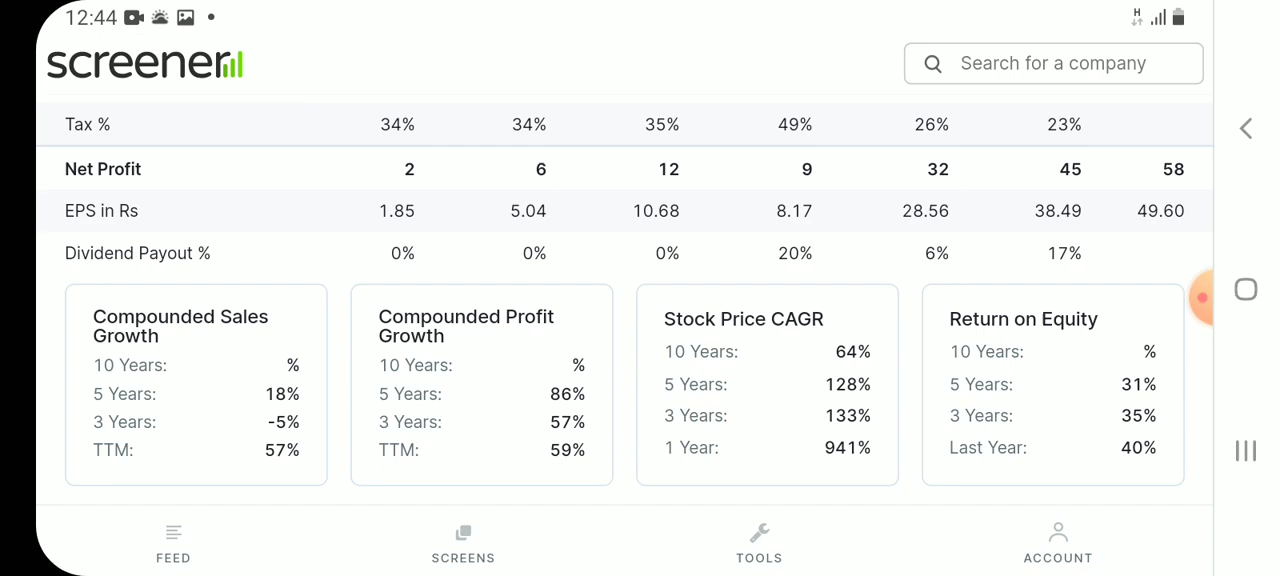 12:44
H
screener
Search for a company
Tax % 34% 34% 35% 49% 26% 23%
Net Profit 2 6 12 9 32 45 58
EPS in Rs 1.85 5.04 10.68 8.17 28.56 38.49 49.60
Dividend Payout % 0% 0% 0% 20% 6% 17%
Compounded Sales
Growth
10 Years: %
5 Years: 18%
3 Years: -5%
TTM: 57%
Compounded Profit
Growth
10 Years: %
5 Years: 86%
3 Years: 57%
TTM: 59%
Stock Price CAGR
10 Years: 64%
5 Years: 128%
3 Years: 133%
1 Year: 941%
Return on Equity
10 Years: %
5 Years: 31%
3 Years: 35%
Last Year: 40%
FEED SCREENS TOOLS ACCOUNT